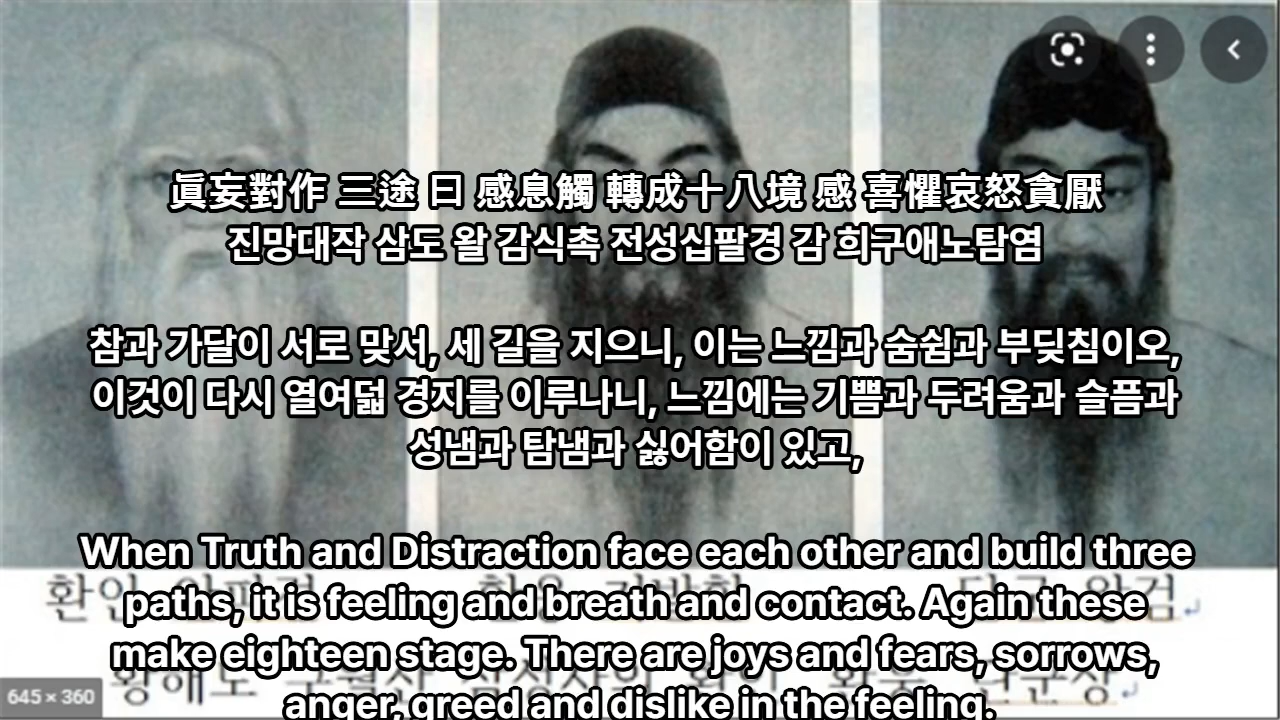 眞妄對作 三途 曰 感息觸 轉成十八境 感 喜懼哀怒貪厭
진망대작 삼도 왈 감식촉 전성십팔경 감 희구애노탐염
참과 가달이 서로 맞서, 세 길을 지으니, 이는 느낌과 숨쉼과 부딪침이오,
이것이 다시 열여덟 경지를 이루나니, 느낌에는 기쁨과 두려움과 슬픔과
성냄과 탐냄과 싫어함이 있고,
When Truth and Distraction face each other and build three
paths, it is feeling and breath and contact. Again these
make eighteen stage. There are joys and fears, sorrows,
anger, greed and dislike in the feeling.
645 × 360